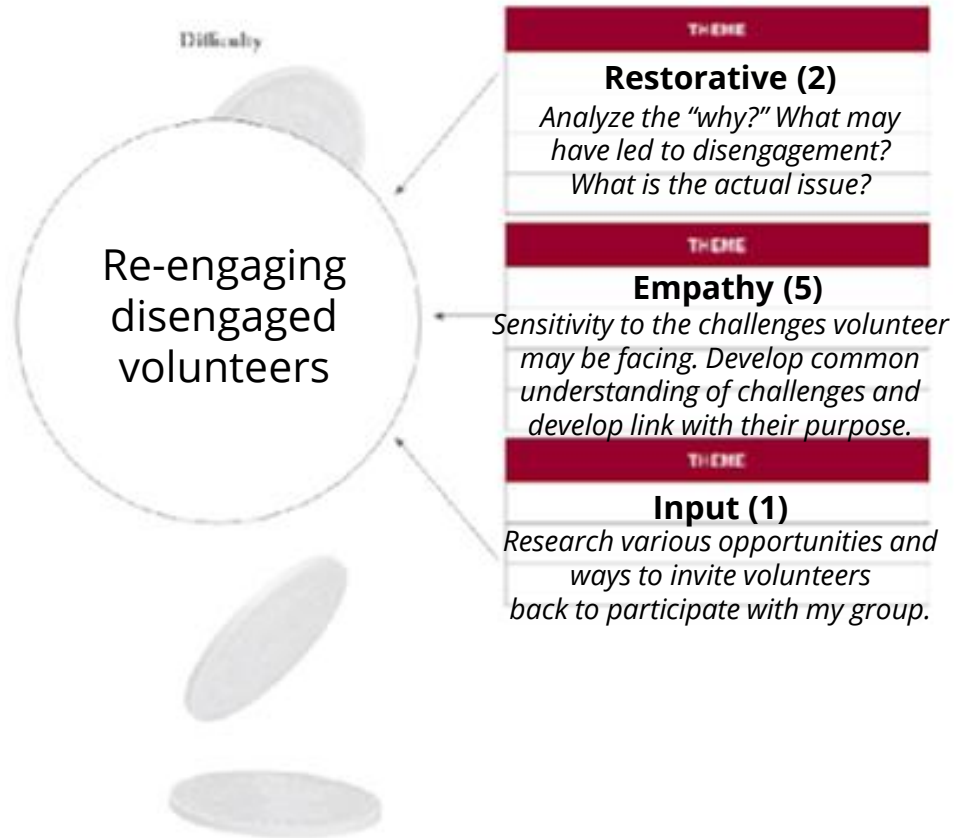 Difficulty
THEME
Restorative (2)
Analyze the “why?” What may
have led to disengagement?
What is the actual issue?
Re-engaging
disengaged
volunteers
THEME
Empathy (5)
Sensitivity to the challenges volunteer
may be facing. Develop common
understanding of challenges and
develop link with their purpose.
THEME
Input (1)
Research various opportunities and
ways to invite volunteers
back to participate with my group.